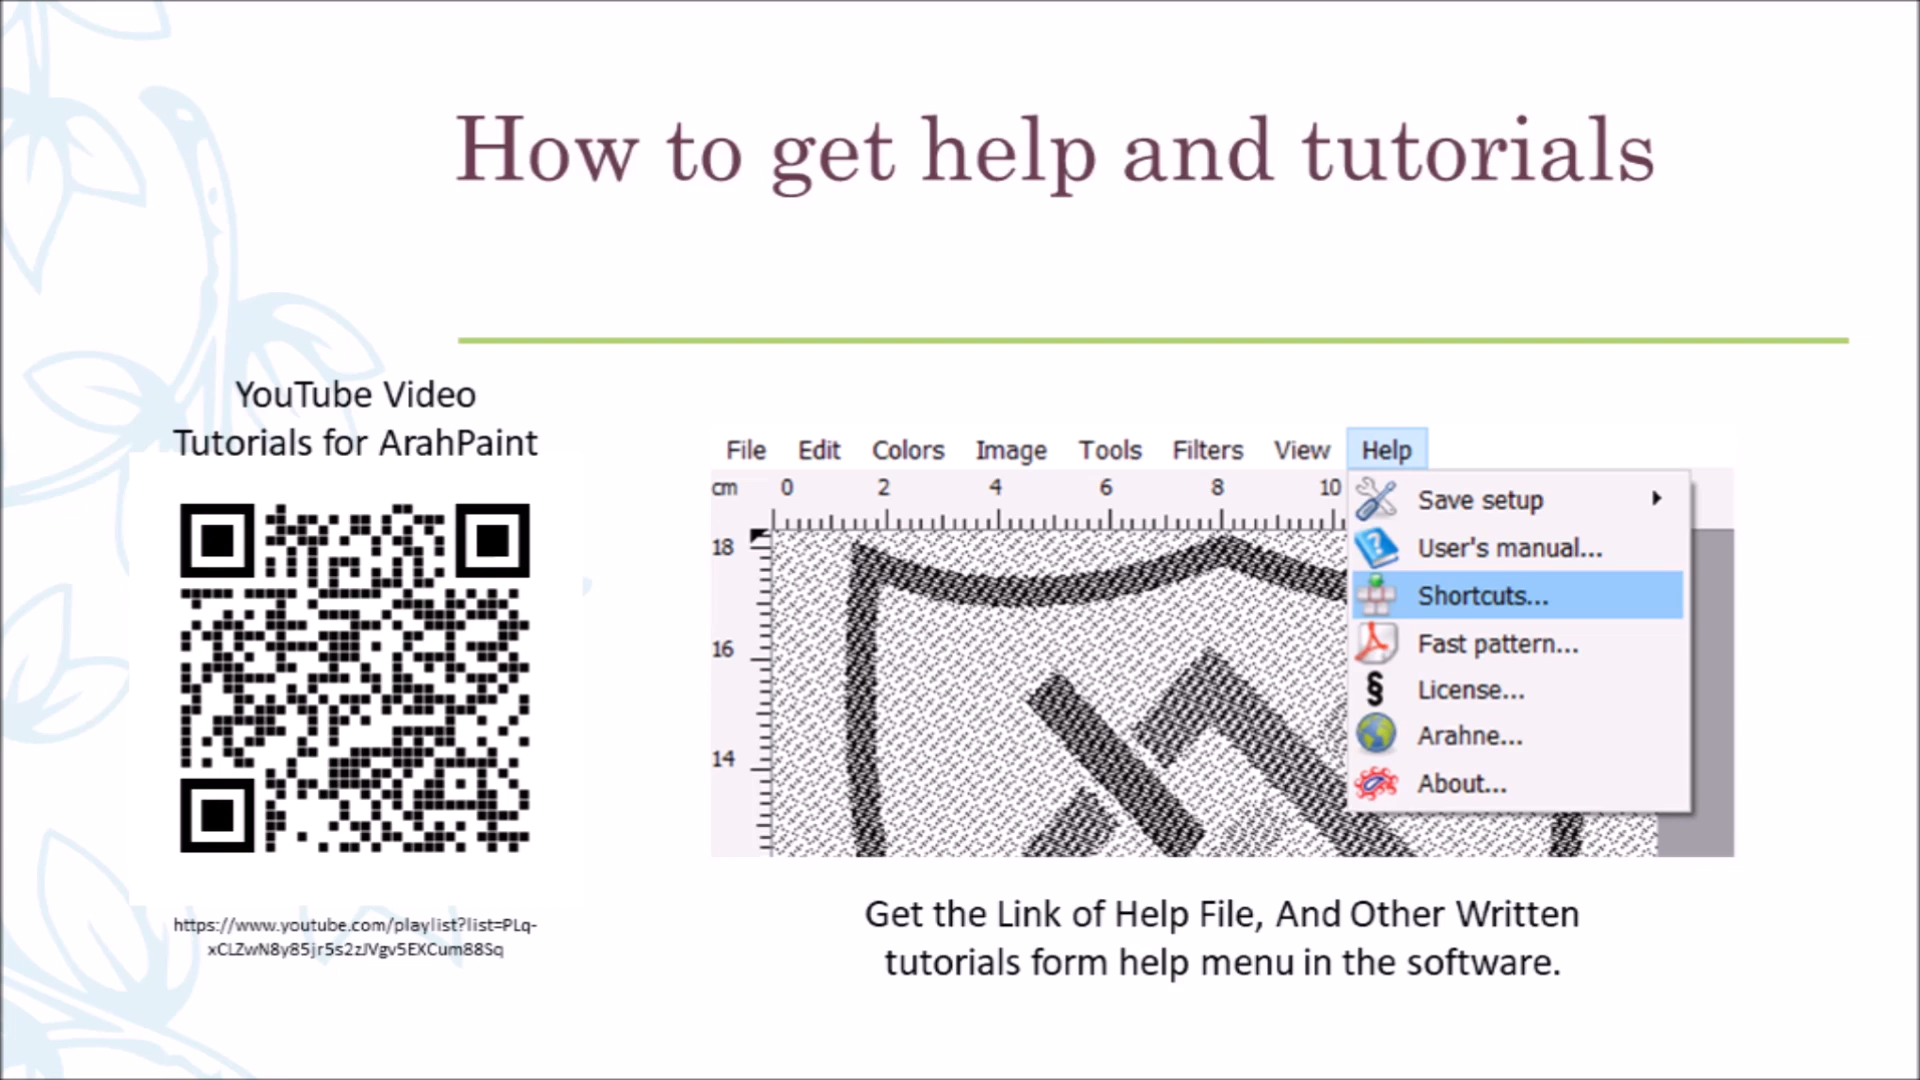 How to get help and tutorials
YouTube Video
Tutorials for ArahPaint
https://www.youtube.com/playlist?list=PLq-
xCLZwN8y85jr5s2zJVgv5EXCum88Sq
File Edit Colors Image Tools Filters View Help
cm 0 2 4 6 8 10
18
16
14
Save setup
User's manual...
Shortcuts...
Fast pattern...
License...
Arahne...
About...
Get the Link of Help File, And Other Written
tutorials form help menu in the software.